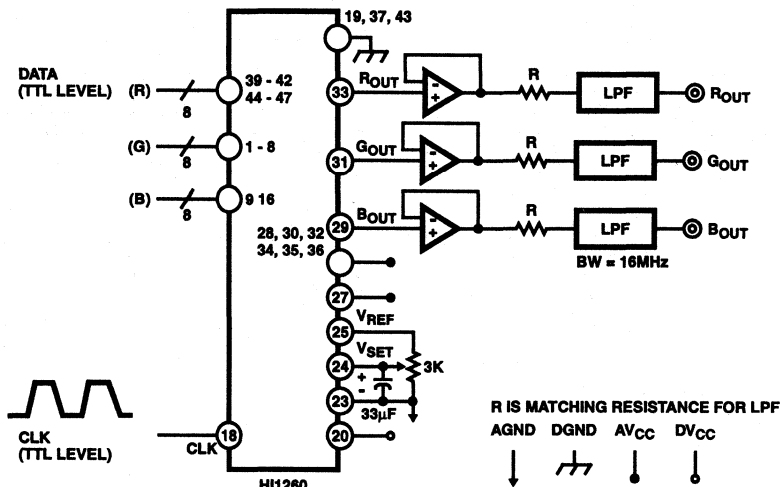 19, 37, 43
DATA
(TTL LEVEL)
(R)
8
39 - 42
44 - 47
33
ROUT
R
LPF
ROUT
(G)
8
1 - 8
31
GOUT
R
LPF
GOUT
(B)
8
9 16
29
BOUT
R
LPF
BOUT
BW = 16MHz
28, 30, 32
34, 35, 36
27
VREF
25
VSET
24
3K
+
-
23
33µF
20
CLK
(TTL LEVEL)
18
CLK
HI1260
R IS MATCHING RESISTANCE FOR LPF
AGND DGND AVCC DVCC